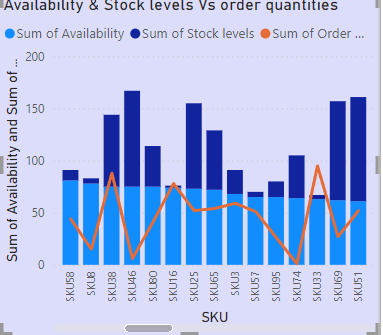 Availability & Stock levels Vs order quantities
Sum of Availability Sum of Stock levels Sum of Order ...
Sum of Availability and Sum of ...
200
150
100
50
0
SKU58 SKU8 SKU38 SKU46 SKU80 SKU16 SKU25 SKU65 SKU3 SKU57 SKU95 SKU74 SKU33 SKU69 SKU51
SKU